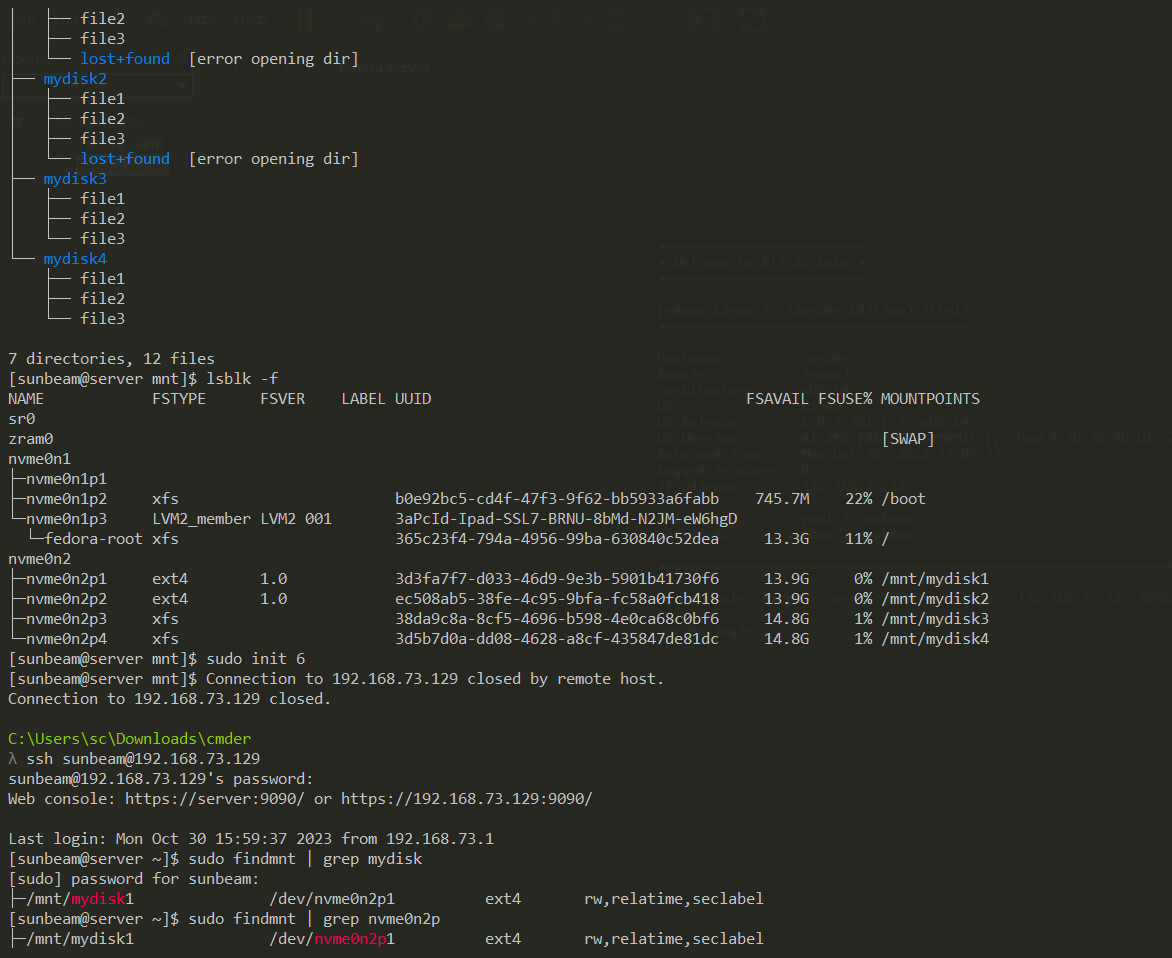 │   ├── file2
│   ├── file3
│   └── lost+found  [error opening dir]
├── mydisk2
│   ├── file1
│   ├── file2
│   ├── file3
│   └── lost+found  [error opening dir]
├── mydisk3
│   ├── file1
│   ├── file2
│   └── file3
└── mydisk4
    ├── file1
    ├── file2
    └── file3
7 directories, 12 files
[sunbeam@server mnt]$ lsblk -f
NAME            FSTYPE      FSVER    LABEL UUID                                   FSAVAIL FSUSE% MOUNTPOINTS
sr0
zram0                                                                                            [SWAP]
nvme0n1
├─nvme0n1p1
├─nvme0n1p2     xfs                        b0e92bc5-cd4f-47f3-9f62-bb5933a6fabb    745.7M    22% /boot
└─nvme0n1p3     LVM2_member LVM2 001       3aPcId-Ipad-SSL7-BRNU-8bMd-N2JM-eW6hgD
  └─fedora-root xfs                        365c23f4-794a-4956-99ba-630840c52dea     13.3G    11% /
nvme0n2
├─nvme0n2p1     ext4        1.0            3d3fa7f7-d033-46d9-9e3b-5901b41730f6     13.9G     0% /mnt/mydisk1
├─nvme0n2p2     ext4        1.0            ec508ab5-38fe-4c95-9bfa-fc58a0fcb418     13.9G     0% /mnt/mydisk2
├─nvme0n2p3     xfs                        38da9c8a-8cf5-4696-b598-4e0ca68c0bf6     14.8G     1% /mnt/mydisk3
└─nvme0n2p4     xfs                        3d5b7d0a-dd08-4628-a8cf-435847de81dc     14.8G     1% /mnt/mydisk4
[sunbeam@server mnt]$ sudo init 6
[sunbeam@server mnt]$ Connection to 192.168.73.129 closed by remote host.
Connection to 192.168.73.129 closed.
C:\Users\sc\Downloads\cmder
λ ssh sunbeam@192.168.73.129
sunbeam@192.168.73.129's password:
Web console: https://server:9090/ or https://192.168.73.129:9090/
Last login: Mon Oct 30 15:59:37 2023 from 192.168.73.1
[sunbeam@server ~]$ sudo findmnt | grep mydisk
[sudo] password for sunbeam:
├─/mnt/mydisk1               /dev/nvme0n2p1          ext4       rw,relatime,seclabel
[sunbeam@server ~]$ sudo findmnt | grep nvme0n2p
├─/mnt/mydisk1               /dev/nvme0n2p1          ext4       rw,relatime,seclabel